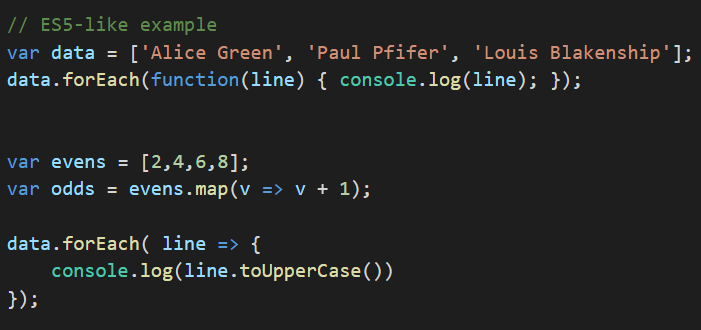 // ES5-like example
var data = ['Alice Green', 'Paul Pfifer', 'Louis Blakenship'];
data.forEach(function(line) { console.log(line); });
var evens = [2,4,6,8];
var odds = evens.map(v => v + 1);
data.forEach( line => {
    console.log(line.toUpperCase())
});